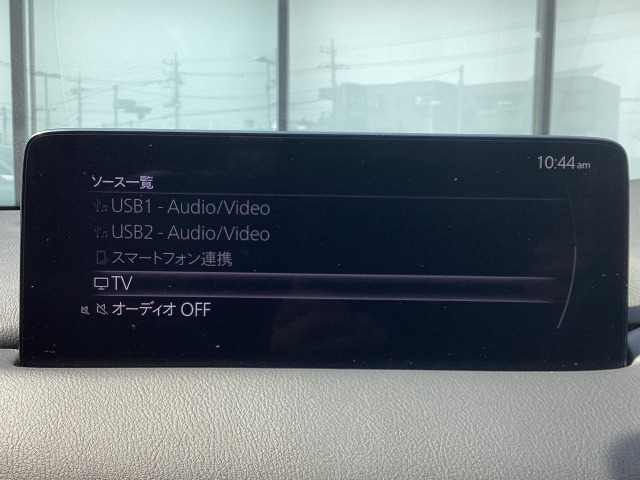 10:44am
ソース一覧
USB1 - Audio/Video
USB2 - Audio/Video
スマートフォン連携
TV
オーディオ OFF